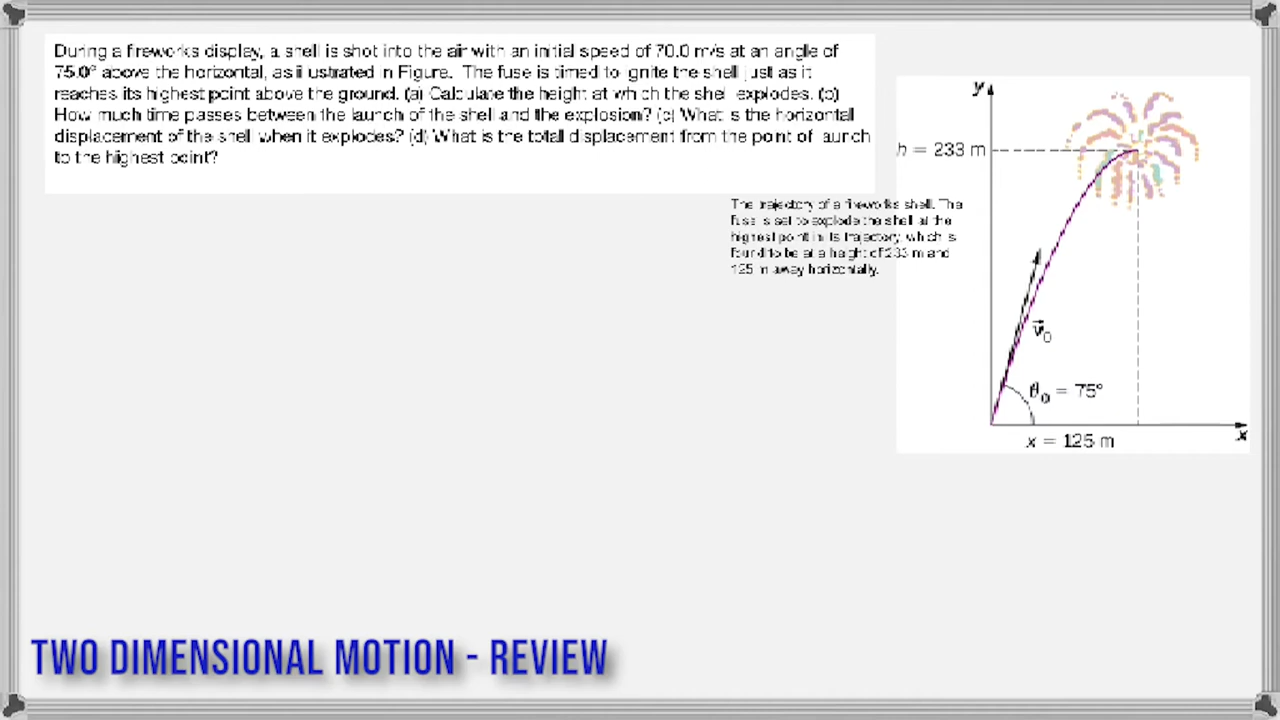 During a fireworks display, a shell is shot into the air with an initial speed of 70.0 m/s at an angle of
75.0° above the horizontal, as illustrated in Figure. The fuse is timed to ignite the shell just as it
reaches its highest point above the ground. (a) Calculate the height at which the shell explodes. (b)
How much time passes between the launch of the shell and the explosion? (c) What is the horizontal
displacement of the shell when it explodes? (d) What is the total displacement from the point of launch
to the highest point?
y
h = 233 m
The trajectory of a fireworks shell. The
fuse is set to explode the shell at the
highest point in its trajectory, which is
found to be at a height of 233 m and
125 m away horizontally.
v⃗₀
θ₀ = 75°
x
x = 125 m
TWO DIMENSIONAL MOTION - REVIEW